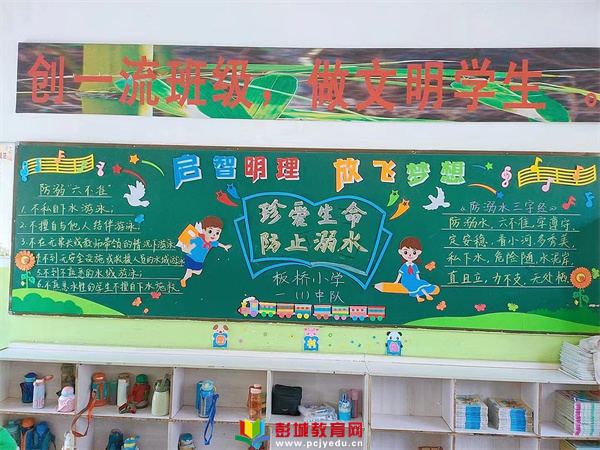 创一流班级，做文明学生。
启智明理 放飞梦想
防溺"六不准"
1.不私自下水游泳；
2.不擅自与他人结伴游泳；
3.不在无家长或教师带领的情况下游泳；
4.不到无安全设施或救援人员的水域游泳；
5.不到不熟悉的水域游泳；
6.不熟悉水性的学生不擅自下水施救。
珍爱生命
防止溺水
板桥小学
(1)中队
《防溺水三字经》
防溺水，六不准，牢遵守，
定安稳，看小河，多秀美，
私下水，危险随，水泥岸，
直且立，力不支，无处栖，
彭城教育网
www.pcjyedu.cn